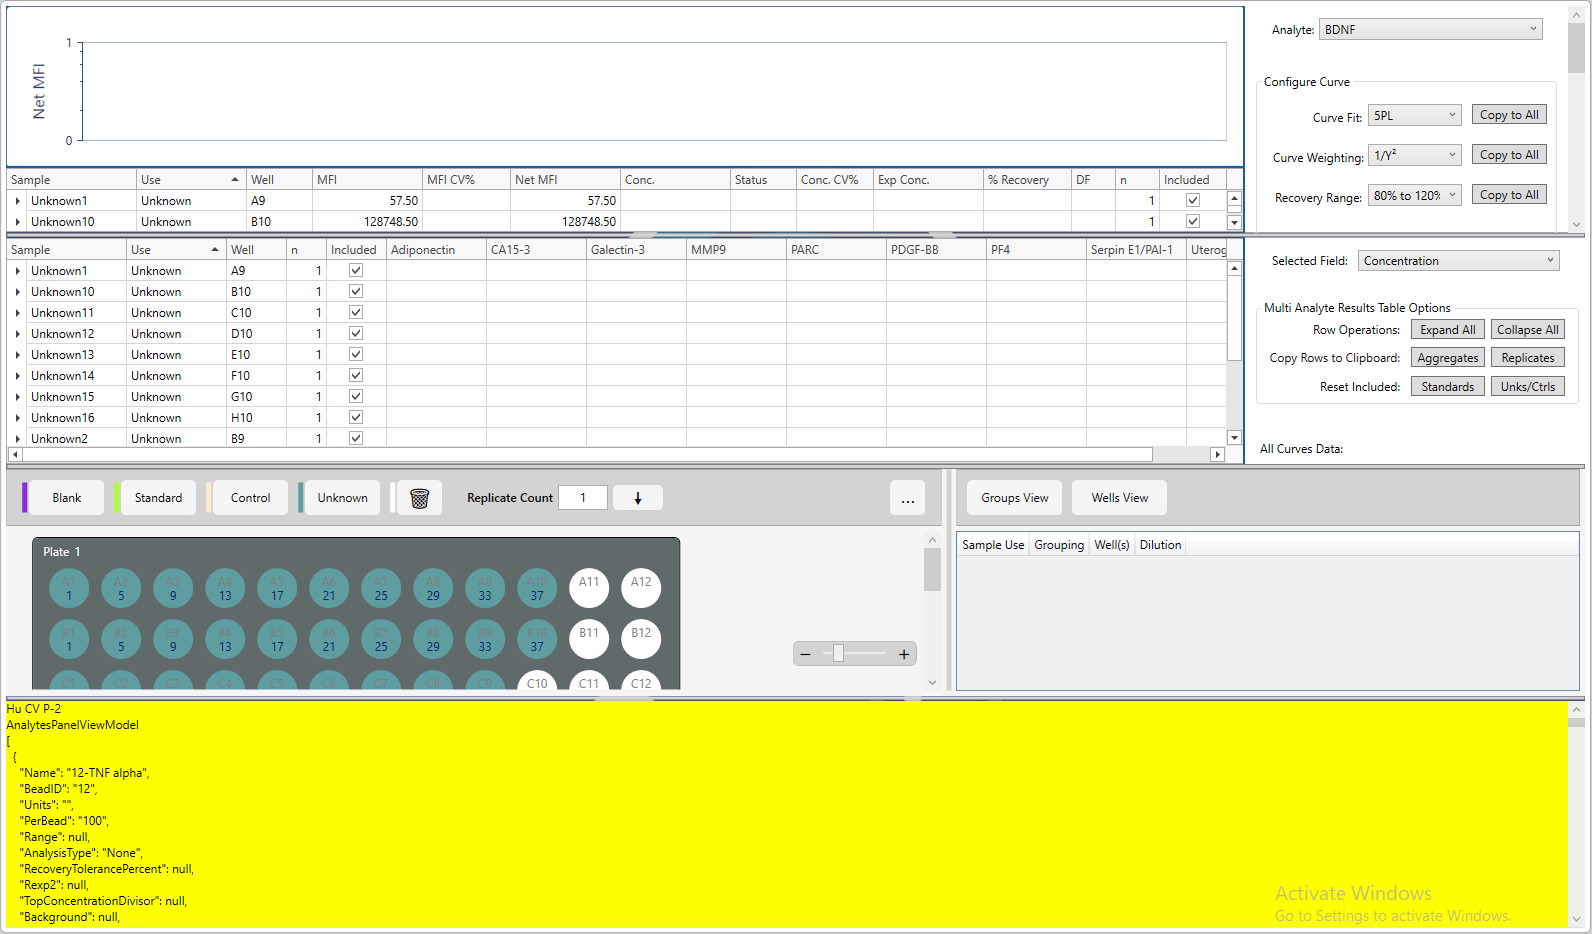 Net MFI
1
0
Analyte: BDNF
Configure Curve
Curve Fit: 5PL Copy to All
Curve Weighting: 1/Y² Copy to All
Recovery Range: 80% to 120% Copy to All
Sample Use Well MFI MFI CV% Net MFI Conc. Status Conc. CV% Exp Conc. % Recovery DF n Included
Unknown1 Unknown A9 57.50 57.50 1
Unknown10 Unknown B10 128748.50 128748.50 1
Sample Use Well n Included Adiponectin CA15-3 Galectin-3 MMP9 PARC PDGF-BB PF4 Serpin E1/PAI-1 Uterog
Unknown1 Unknown A9 1
Unknown10 Unknown B10 1
Unknown11 Unknown C10 1
Unknown12 Unknown D10 1
Unknown13 Unknown E10 1
Unknown14 Unknown F10 1
Unknown15 Unknown G10 1
Unknown16 Unknown H10 1
Unknown2 Unknown B9 1
Selected Field: Concentration
Multi Analyte Results Table Options
Row Operations: Expand All Collapse All
Copy Rows to Clipboard: Aggregates Replicates
Reset Included: Standards Unks/Ctrls
All Curves Data:
Blank Standard Control Unknown Replicate Count 1 ...
Groups View Wells View
Sample Use Grouping Well(s) Dilution
Plate 1
A1 A2 A3 A4 A5 A6 A7 A8 A9 A10 A11 A12
1 5 9 13 17 21 25 29 33 37
B1 B2 B3 B4 B5 B6 B7 B8 B9 B10 B11 B12
1 5 9 13 17 21 25 29 33 37
C1 C2 C3 C4 C5 C6 C7 C8 C9 C10 C11 C12
Hu CV P-2
AnalytesPanelViewModel
[
{
"Name": "12-TNF alpha",
"BeadID": "12",
"Units": "",
"PerBead": "100",
"Range": null,
"AnalysisType": "None",
"RecoveryTolerancePercent": null,
"Rexp2": null,
"TopConcentrationDivisor": null,
"Background": null,
Activate Windows
Go to Settings to activate Windows.